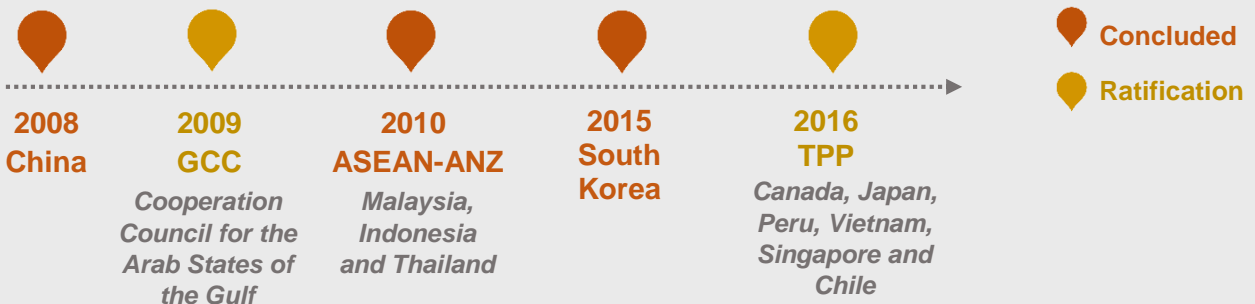 Concluded
Ratification
2008
China
2009
GCC
Cooperation
Council for the
Arab States of
the Gulf
2010
ASEAN-ANZ
Malaysia,
Indonesia
and Thailand
2015
South
Korea
2016
TPP
Canada, Japan,
Peru, Vietnam,
Singapore and
Chile